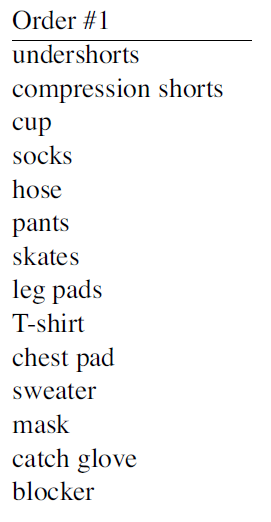 Order #1
undershorts
compression shorts
cup
socks
hose
pants
skates
leg pads
T-shirt
chest pad
sweater
mask
catch glove
blocker